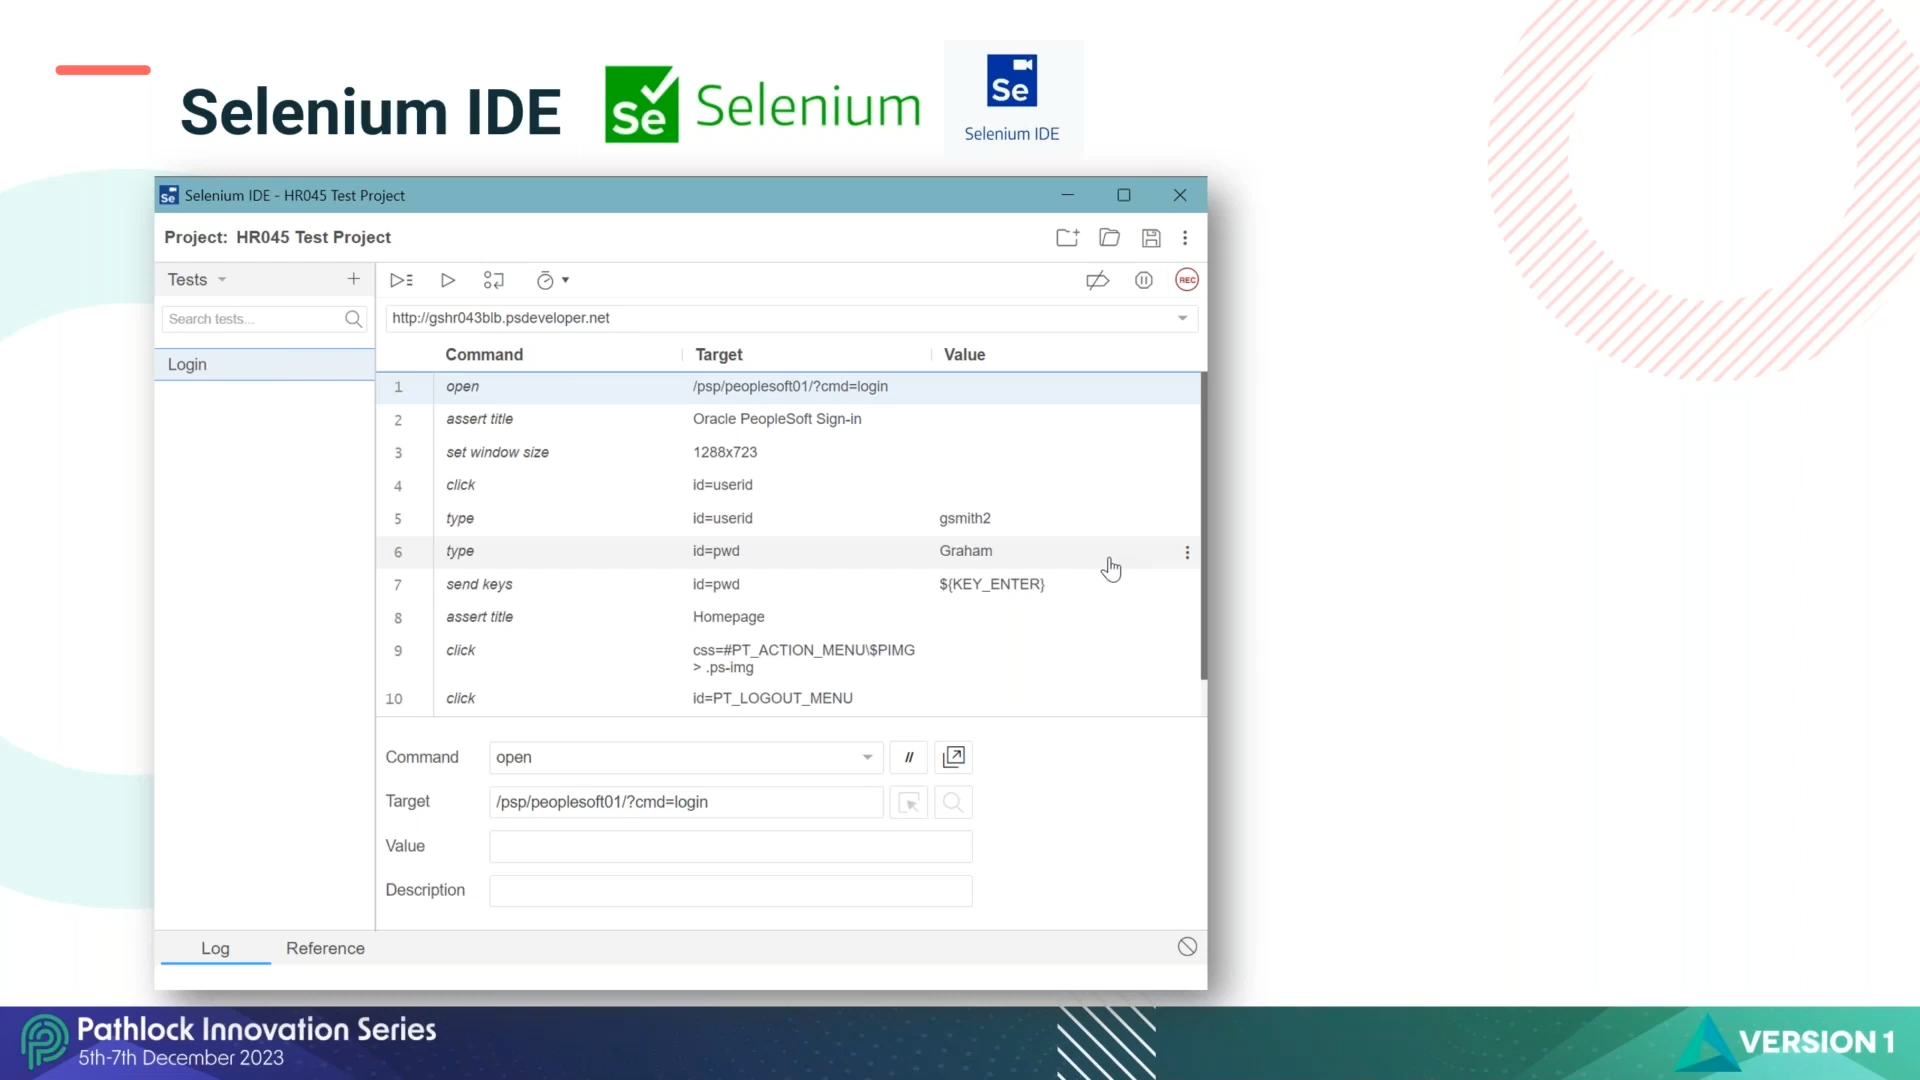 Selenium IDE
Se
Selenium
Se
Selenium IDE
Se
Selenium IDE - HR045 Test Project
Project: HR045 Test Project
Tests
REC
Search tests...
http://gshr043blb.psdeveloper.net
Login
Command Target Value
1 open /psp/peoplesoft01/?cmd=login
2 assert title Oracle PeopleSoft Sign-in
3 set window size 1288x723
4 click id=userid
5 type id=userid gsmith2
6 type id=pwd Graham
7 send keys id=pwd ${KEY_ENTER}
8 assert title Homepage
9 click css=#PT_ACTION_MENU\$PIMG
> .ps-img
10 click id=PT_LOGOUT_MENU
Command open //
Target /psp/peoplesoft01/?cmd=login
Value
Description
Log Reference
Pathlock Innovation Series
5th-7th December 2023
VERSION 1